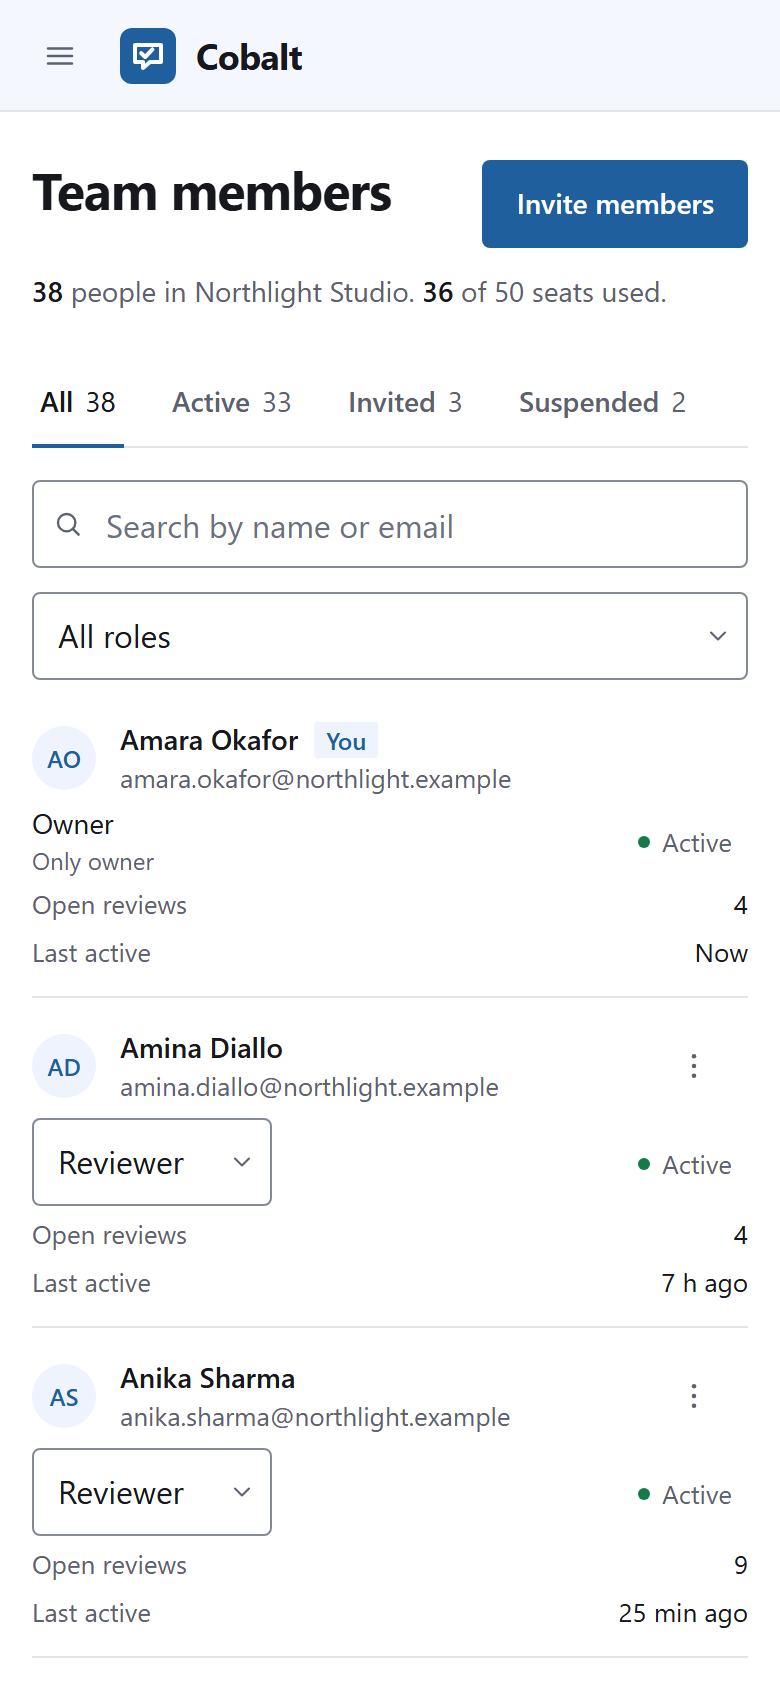 Cobalt
Team members
Invite members
38 people in Northlight Studio. 36 of 50 seats used.
All 38 Active 33 Invited 3 Suspended 2
Search by name or email
All roles
AO
Amara Okafor You
amara.okafor@northlight.example
Owner
Only owner
Active
Open reviews 4
Last active Now
AD
Amina Diallo
amina.diallo@northlight.example
Reviewer
Active
Open reviews 4
Last active 7 h ago
AS
Anika Sharma
anika.sharma@northlight.example
Reviewer
Active
Open reviews 9
Last active 25 min ago